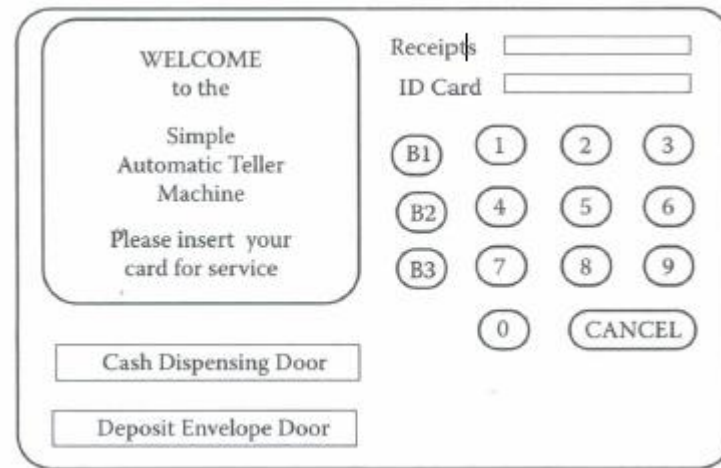 WELCOME
to the
Simple
Automatic Teller
Machine
Please insert your
card for service
Receipts
ID Card
B1 1 2 3
B2 4 5 6
B3 7 8 9
0 CANCEL
Cash Dispensing Door
Deposit Envelope Door